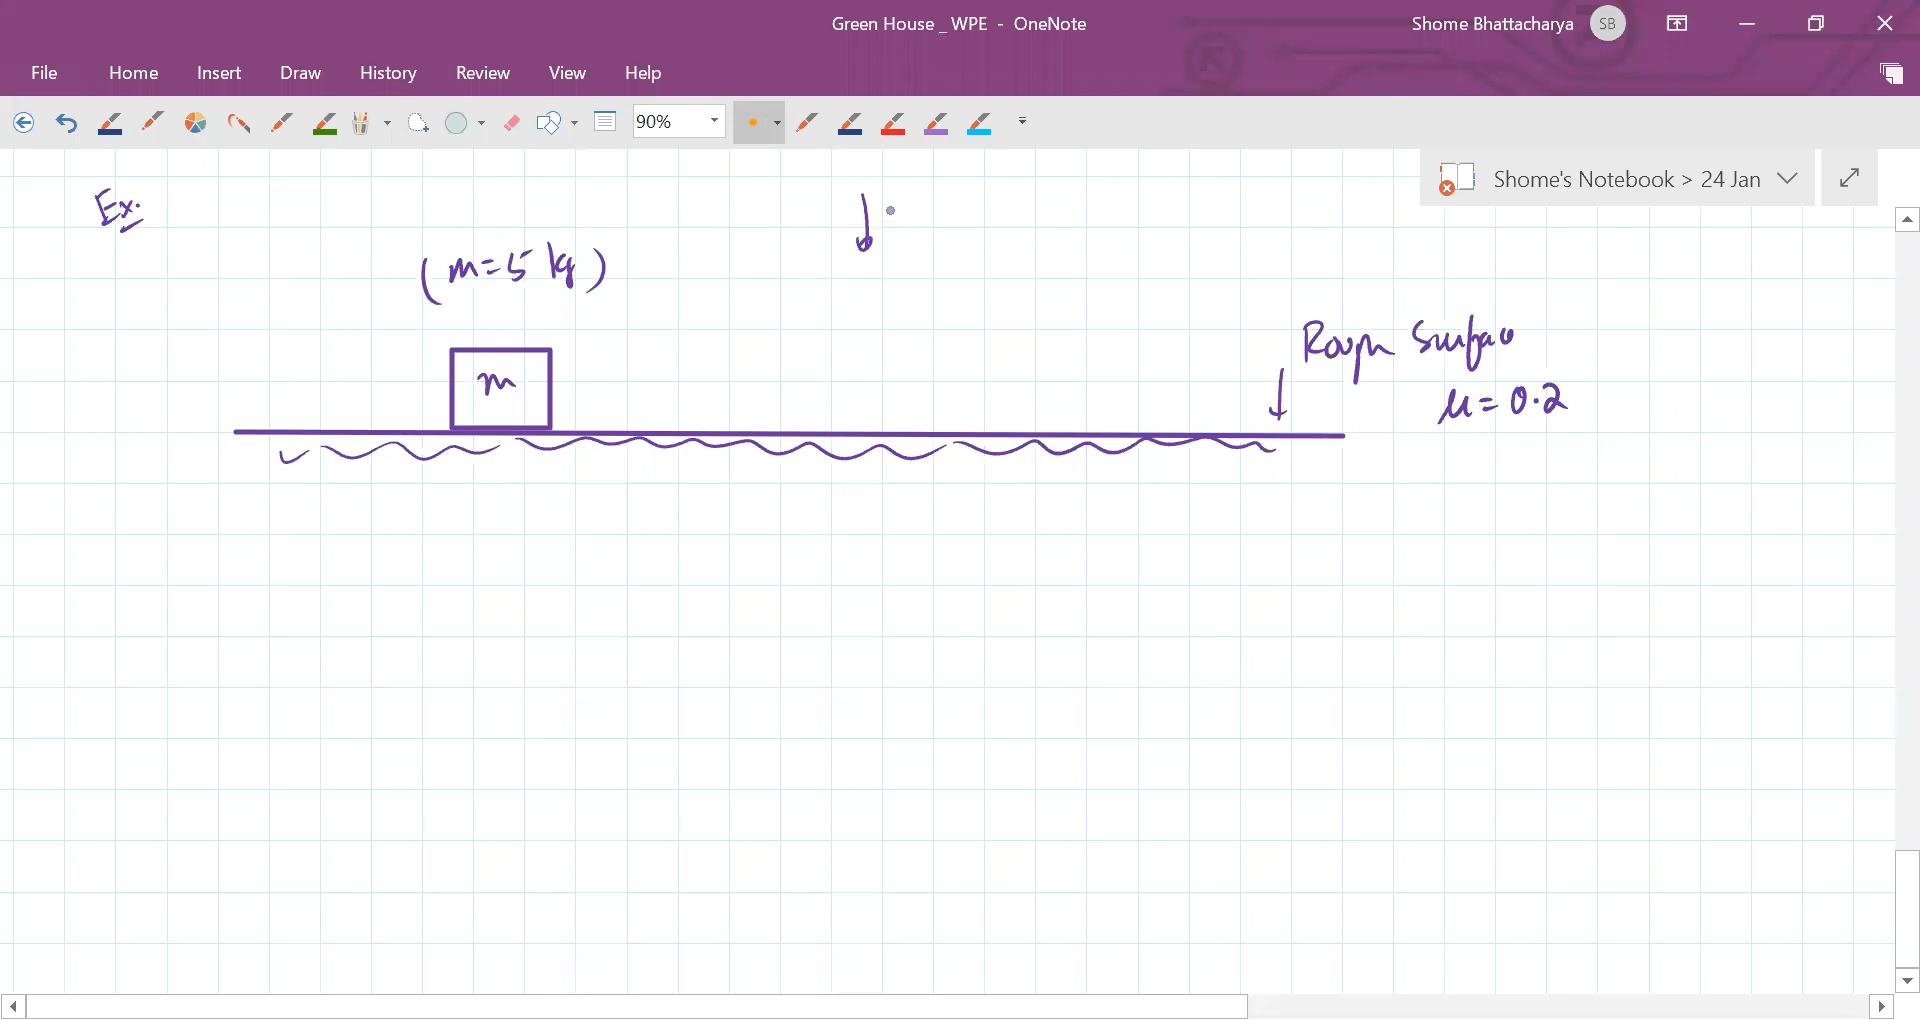 Green House _ WPE - OneNote
Shome Bhattacharya SB
File Home Insert Draw History Review View Help
90%
Shome's Notebook > 24 Jan
Ex.
(m=5 kg)
Rough Surface
m
μ=0.2